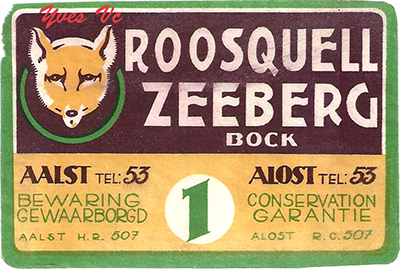 Yves Vc
ROOSQUELL
ZEEBERG
BOCK
AALST TEL: 53
BEWARING
GEWAARBORGD
AALST H.R. 507
1
ALOST TEL: 53
CONSERVATION
GARANTIE
ALOST R.C. 507